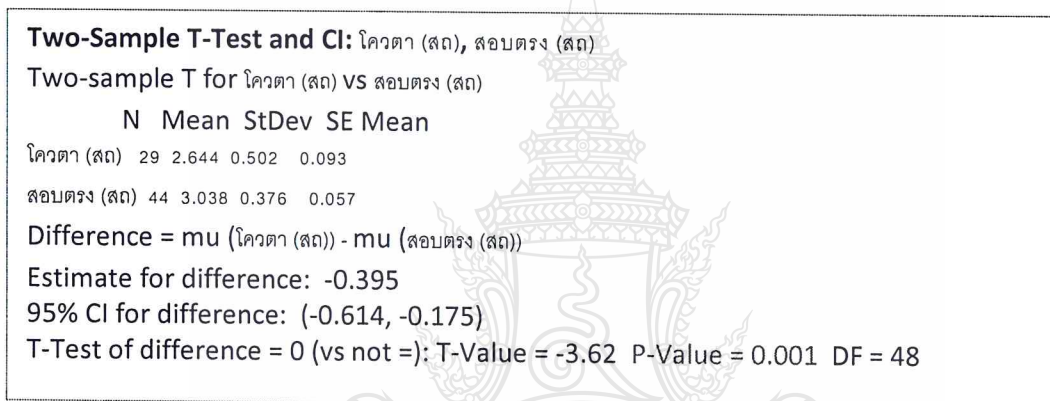 Two-Sample T-Test and CI: โควตา (สถ), สอบตรง (สถ)
Two-sample T for โควตา (สถ) vs สอบตรง (สถ)
N Mean StDev SE Mean
โควตา (สถ) 29 2.644 0.502 0.093
สอบตรง (สถ) 44 3.038 0.376 0.057
Difference = mu (โควตา (สถ)) - mu (สอบตรง (สถ))
Estimate for difference: -0.395
95% CI for difference: (-0.614, -0.175)
T-Test of difference = 0 (vs not =): T-Value = -3.62 P-Value = 0.001 DF = 48